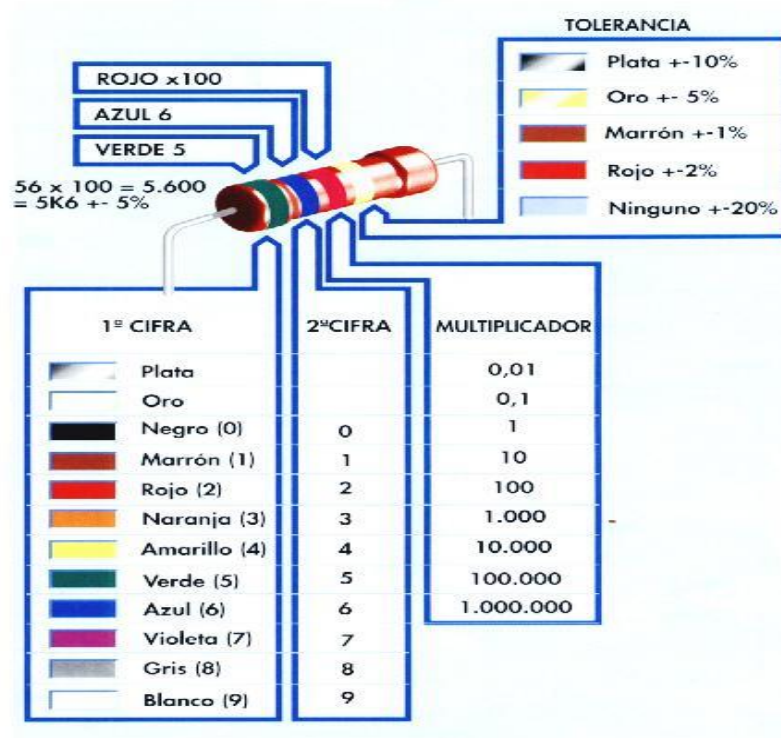 TOLERANCIA
Plata +-10%
Oro +- 5%
Marrón +-1%
Rojo +-2%
Ninguno +-20%
ROJO x100
AZUL 6
VERDE 5
56 x 100 = 5.600
= 5K6 +- 5%
1ª CIFRA 2ªCIFRA MULTIPLICADOR
Plata 0,01
Oro 0,1
Negro (0) 0 1
Marrón (1) 1 10
Rojo (2) 2 100
Naranja (3) 3 1.000
Amarillo (4) 4 10.000
Verde (5) 5 100.000
Azul (6) 6 1.000.000
Violeta (7) 7
Gris (8) 8
Blanco (9) 9